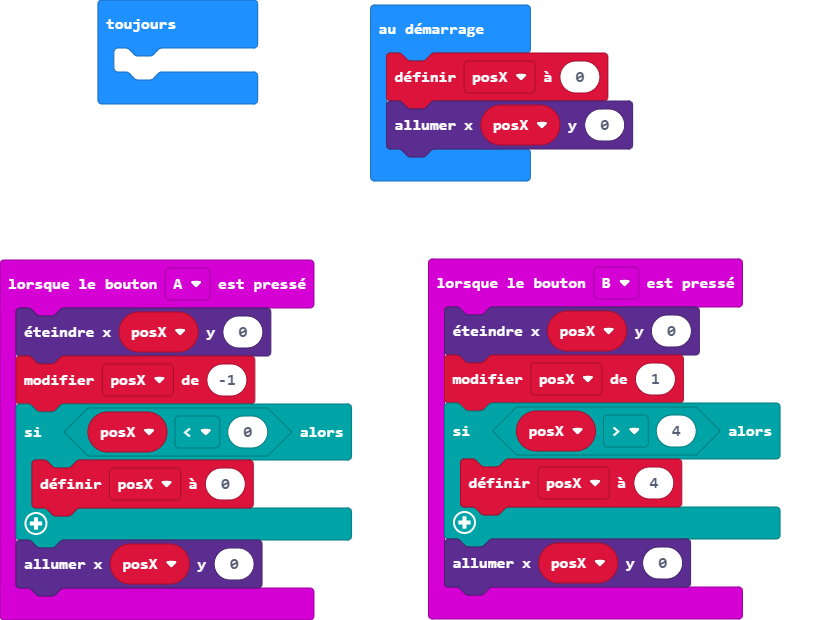 toujours
au démarrage
définir posX à 0
allumer x posX y 0
lorsque le bouton A est pressé
éteindre x posX y 0
modifier posX de -1
si posX < 0 alors
définir posX à 0
allumer x posX y 0
lorsque le bouton B est pressé
éteindre x posX y 0
modifier posX de 1
si posX > 4 alors
définir posX à 4
allumer x posX y 0